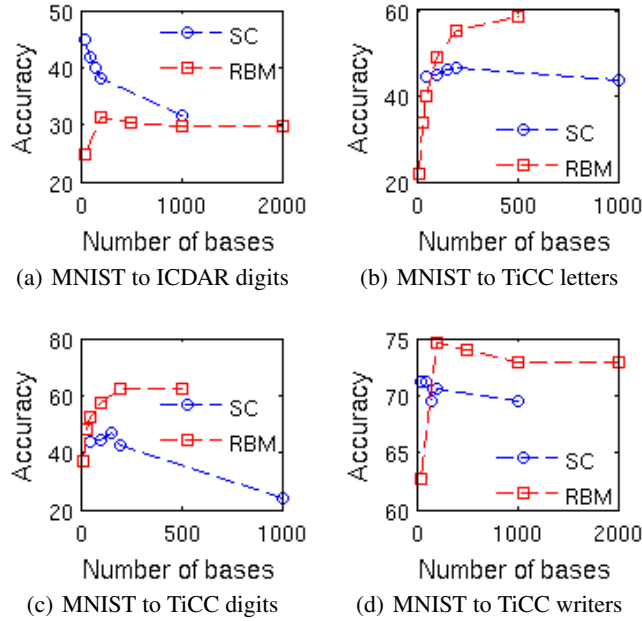 50
40
30
20
Accuracy
SC
RBM
0 1000 2000
Number of bases
(a) MNIST to ICDAR digits
60
40
20
Accuracy
SC
RBM
0 500 1000
Number of bases
(b) MNIST to TiCC letters
80
60
40
20
Accuracy
SC
RBM
0 500 1000
Number of bases
(c) MNIST to TiCC digits
75
70
65
60
Accuracy
SC
RBM
0 1000 2000
Number of bases
(d) MNIST to TiCC writers